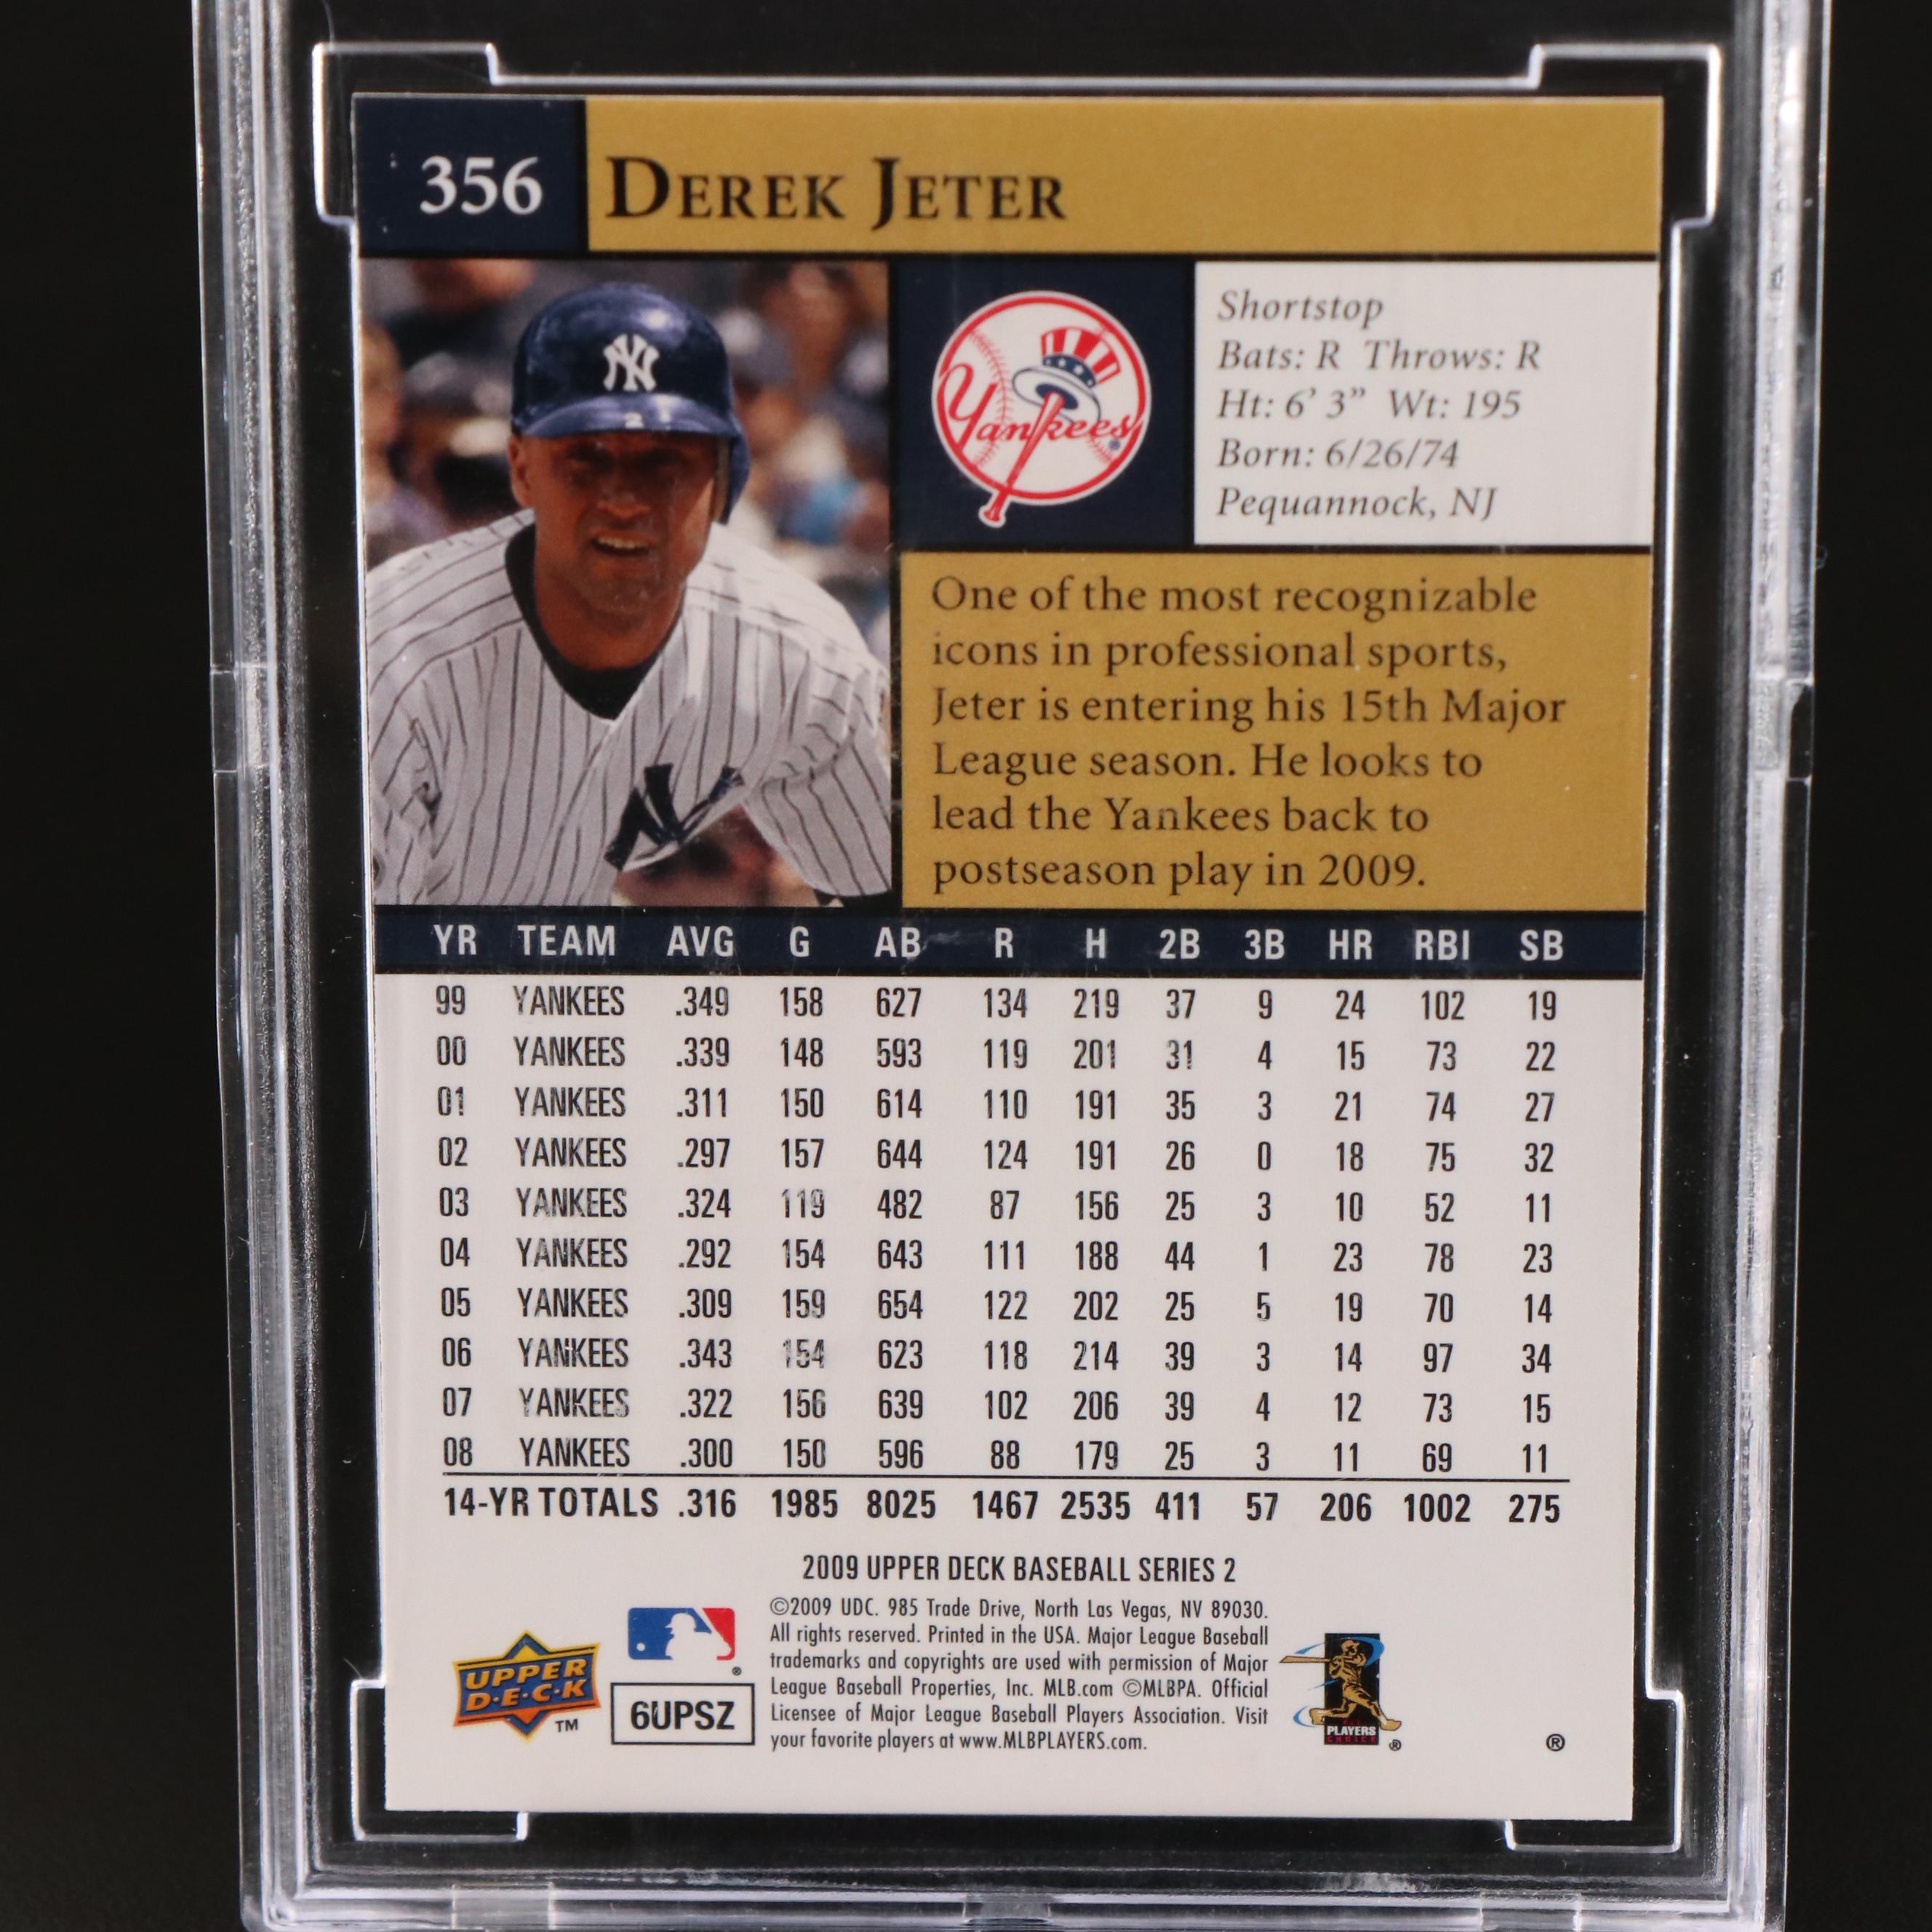 356 DEREK JETER
NY
2
Yankees
Shortstop
Bats: R Throws: R
Ht: 6' 3” Wt: 195
Born: 6/26/74
Pequannock, NJ
One of the most recognizable
icons in professional sports,
Jeter is entering his 15th Major
League season. He looks to
lead the Yankees back to
postseason play in 2009.
YR TEAM AVG G AB R H 2B 3B HR RBI SB
99 YANKEES .349 158 627 134 219 37 9 24 102 19
00 YANKEES .339 148 593 119 201 31 4 15 73 22
01 YANKEES .311 150 614 110 191 35 3 21 74 27
02 YANKEES .297 157 644 124 191 26 0 18 75 32
03 YANKEES .324 119 482 87 156 25 3 10 52 11
04 YANKEES .292 154 643 111 188 44 1 23 78 23
05 YANKEES .309 159 654 122 202 25 5 19 70 14
06 YANKEES .343 154 623 118 214 39 3 14 97 34
07 YANKEES .322 156 639 102 206 39 4 12 73 15
08 YANKEES .300 150 596 88 179 25 3 11 69 11
14-YR TOTALS .316 1985 8025 1467 2535 411 57 206 1002 275
2009 UPPER DECK BASEBALL SERIES 2
©2009 UDC. 985 Trade Drive, North Las Vegas, NV 89030.
All rights reserved. Printed in the USA. Major League Baseball
trademarks and copyrights are used with permission of Major
League Baseball Properties, Inc. MLB.com ©MLBPA. Official
Licensee of Major League Baseball Players Association. Visit
your favorite players at www.MLBPLAYERS.com.
UPPER
D·E·C·K
TM
®
6UPSZ
PLAYERS
CHOICE
®
®